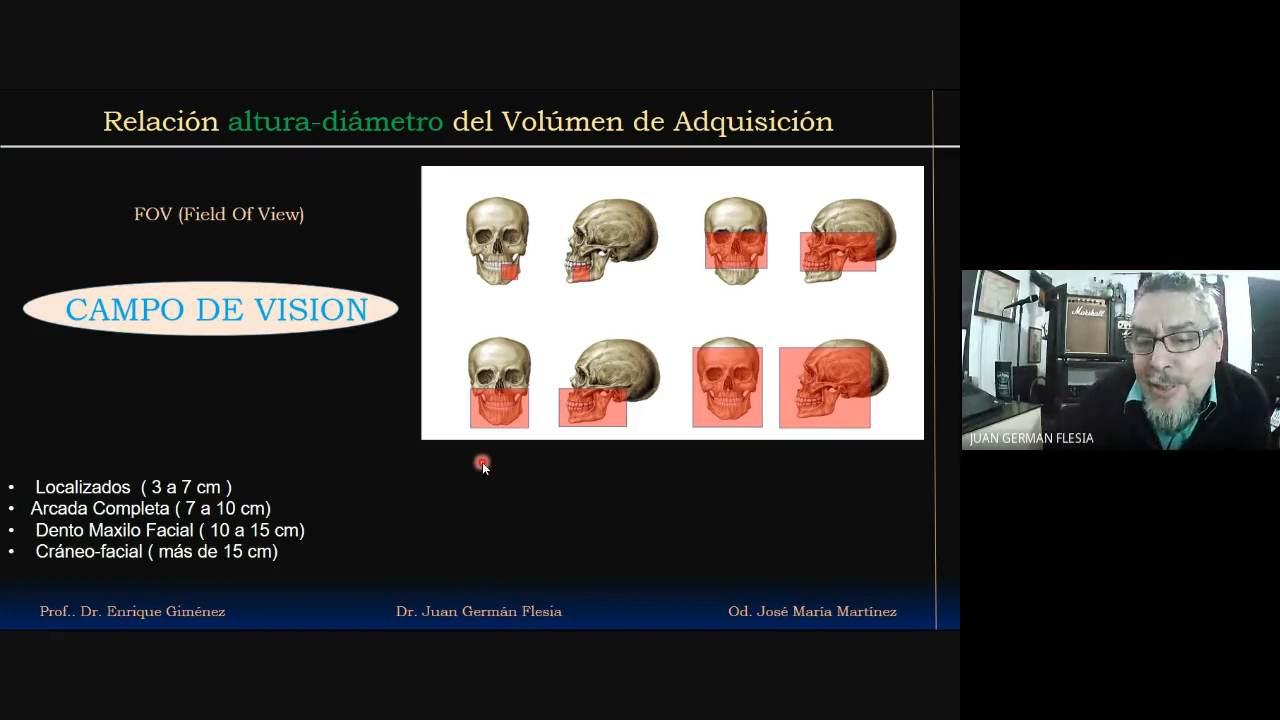 Relación altura-diámetro del Volúmen de Adquisición
FOV (Field Of View)
CAMPO DE VISION
• Localizados ( 3 a 7 cm )
• Arcada Completa ( 7 a 10 cm)
• Dento Maxilo Facial ( 10 a 15 cm)
• Cráneo-facial ( más de 15 cm)
Prof.. Dr. Enrique Giménez
Dr. Juan Germán Flesia
Od. José María Martínez
Marshall
JUAN GERMAN FLESIA